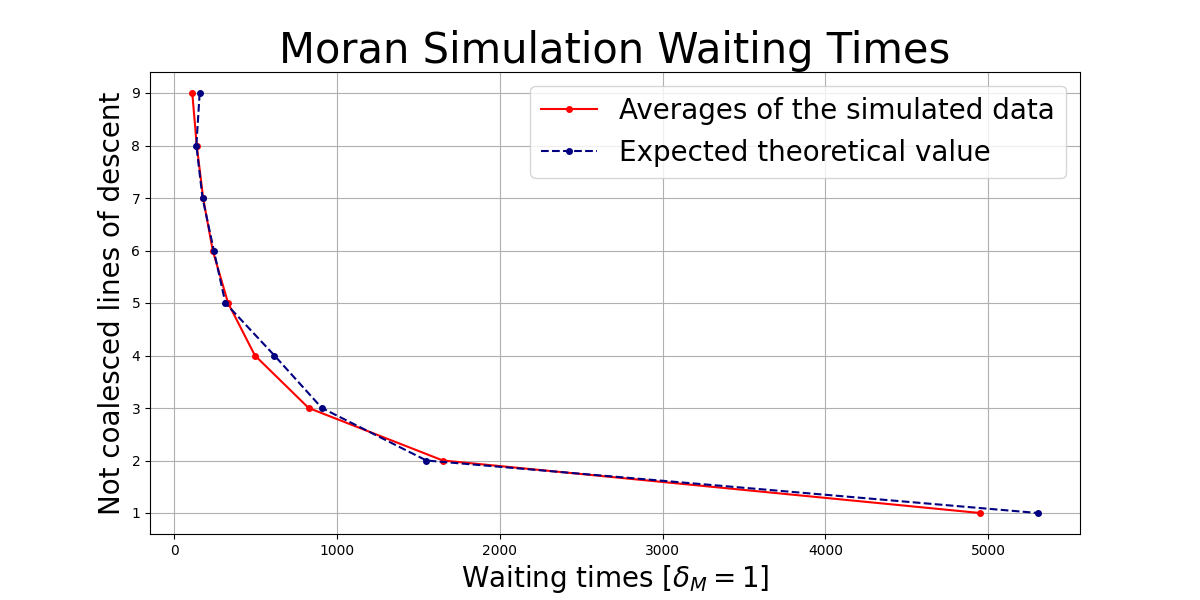 Moran Simulation Waiting Times
Averages of the simulated data
Expected theoretical value
Not coalesced lines of descent
9
8
7
6
5
4
3
2
1
0 1000 2000 3000 4000 5000
Waiting times [$\delta_M = 1$]